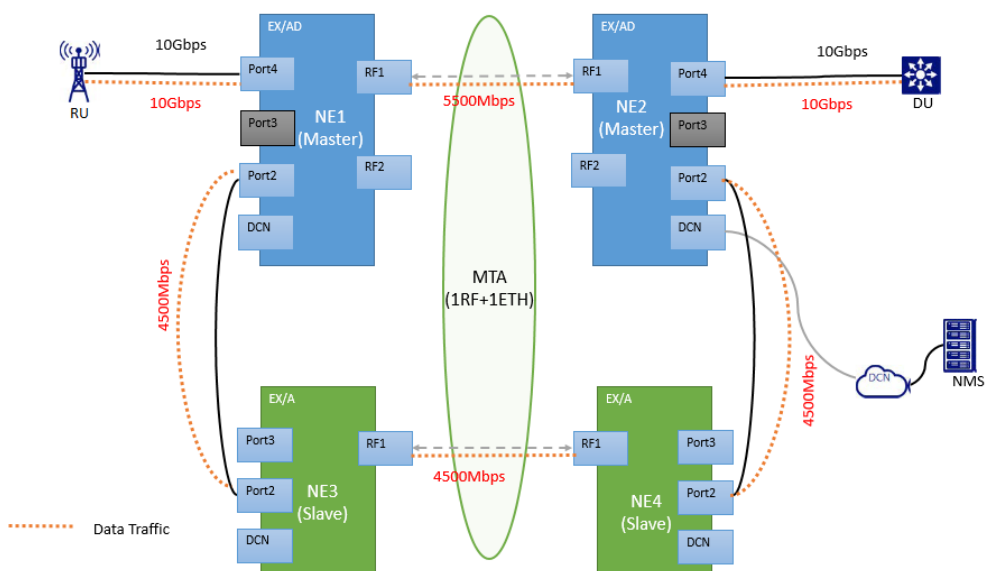 EX/AD
EX/AD
10Gbps
10Gbps
Port4
RF1
RF1
Port4
RU
10Gbps
5500Mbps
10Gbps
DU
NE1
(Master)
NE2
(Master)
Port3
Port3
RF2
RF2
Port2
Port2
DCN
DCN
4500Mbps
MTA
(1RF+1ETH)
4500Mbps
DCN
NMS
EX/A
EX/A
Port3
RF1
RF1
Port3
4500Mbps
Port2
NE3
(Slave)
NE4
(Slave)
Port2
DCN
DCN
Data Traffic